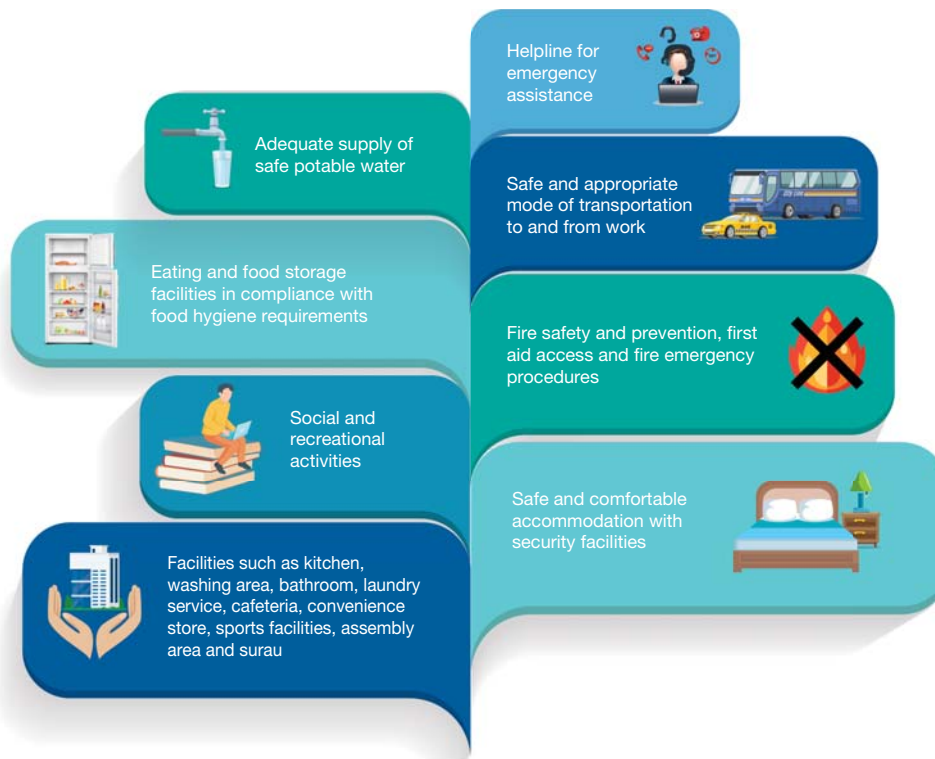 Helpline for
emergency
assistance
Adequate supply of
safe potable water
Safe and appropriate
mode of transportation
to and from work
Eating and food storage
facilities in compliance with
food hygiene requirements
Fire safety and prevention, first
aid access and fire emergency
procedures
Social and
recreational
activities
Safe and comfortable
accommodation with
security facilities
Facilities such as kitchen,
washing area, bathroom, laundry
service, cafeteria, convenience
store, sports facilities, assembly
area and surau